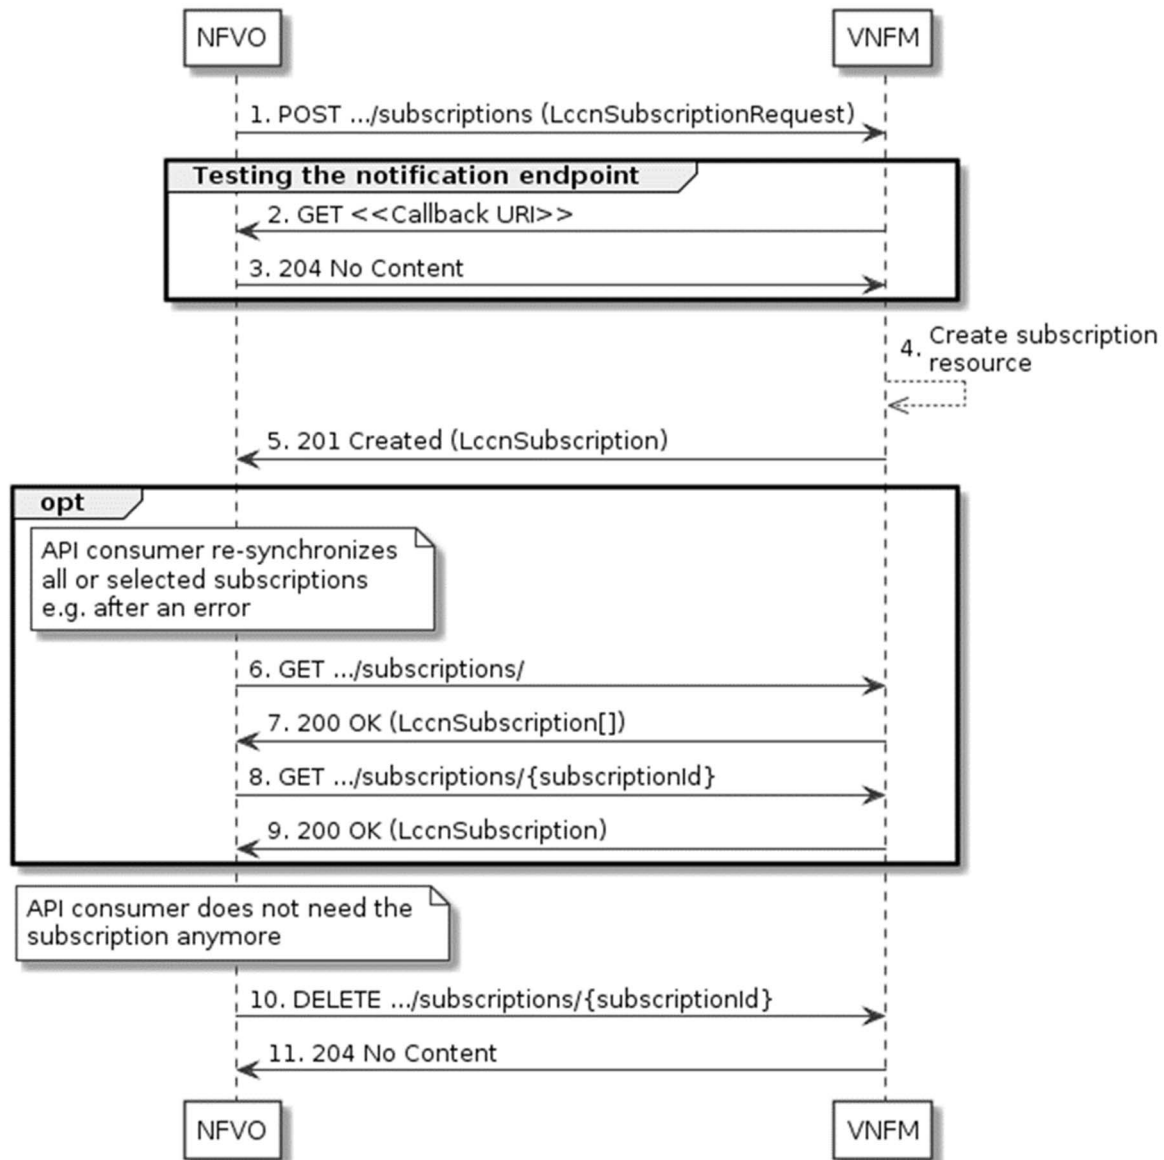 NFVO
VNFM
1. POST .../subscriptions (LccnSubscriptionRequest)
Testing the notification endpoint
2. GET <<Callback URI>>
3. 204 No Content
4. Create subscription
resource
5. 201 Created (LccnSubscription)
opt
API consumer re-synchronizes
all or selected subscriptions
e.g. after an error
6. GET .../subscriptions/
7. 200 OK (LccnSubscription[])
8. GET .../subscriptions/{subscriptionId}
9. 200 OK (LccnSubscription)
API consumer does not need the
subscription anymore
10. DELETE .../subscriptions/{subscriptionId}
11. 204 No Content
NFVO
VNFM